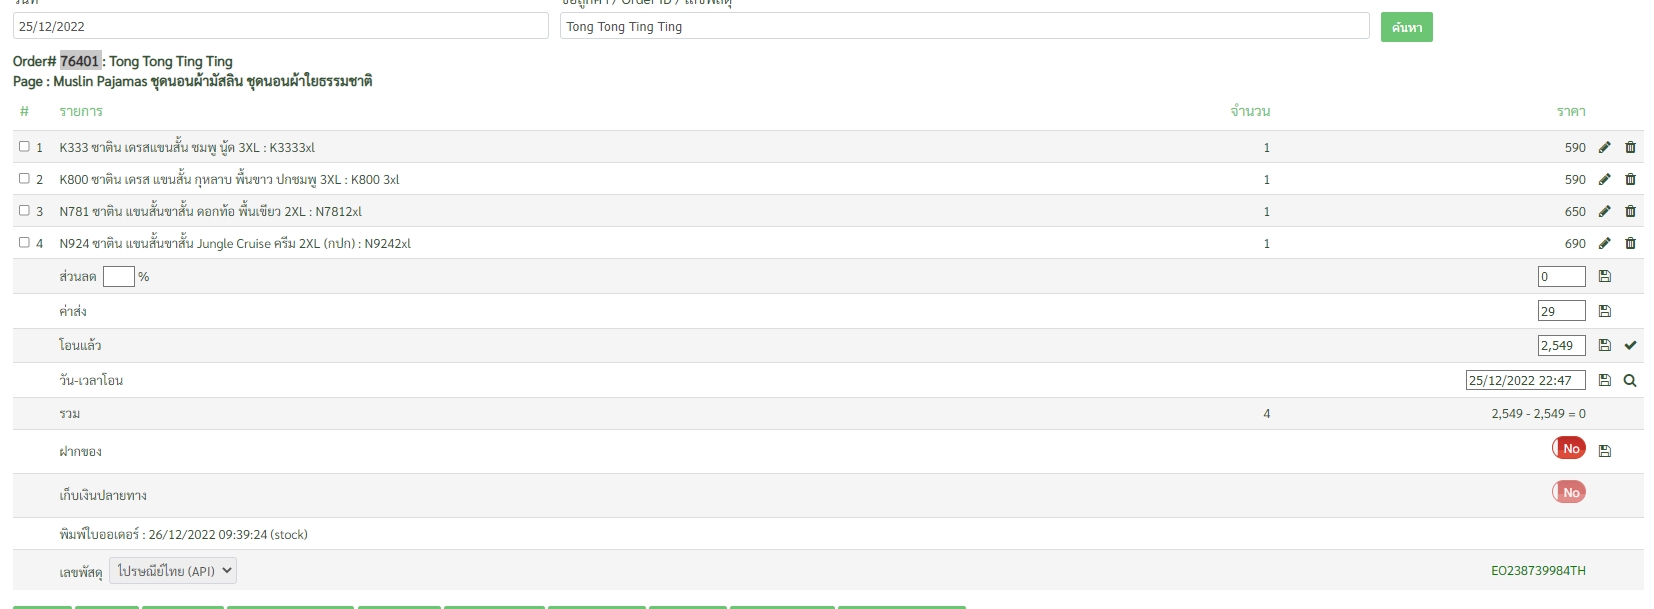 วันที่ ชื่อลูกค้า / Order ID / เลขพัสดุ
25/12/2022 Tong Tong Ting Ting ค้นหา
Order# 76401 : Tong Tong Ting Ting
Page : Muslin Pajamas ชุดนอนผ้ามัสลิน ชุดนอนผ้าใยธรรมชาติ
# รายการ จำนวน ราคา
1 K333 ซาติน เดรสแขนสั้น ชมพู นู้ด 3XL : K3333xl 1 590
2 K800 ซาติน เดรส แขนสั้น กุหลาบ พื้นขาว ปกชมพู 3XL : K800 3xl 1 590
3 N781 ซาติน แขนสั้นขาสั้น ดอกท้อ พื้นเขียว 2XL : N7812xl 1 650
4 N924 ซาติน แขนสั้นขาสั้น Jungle Cruise ครีม 2XL (กปก) : N9242xl 1 690
ส่วนลด % 0
ค่าส่ง 29
โอนแล้ว 2,549
วัน-เวลาโอน 25/12/2022 22:47
รวม 4 2,549 - 2,549 = 0
ฝากของ No
เก็บเงินปลายทาง No
พิมพ์ใบออเดอร์ : 26/12/2022 09:39:24 (stock)
เลขพัสดุ ไปรษณีย์ไทย (API) EO238739984TH